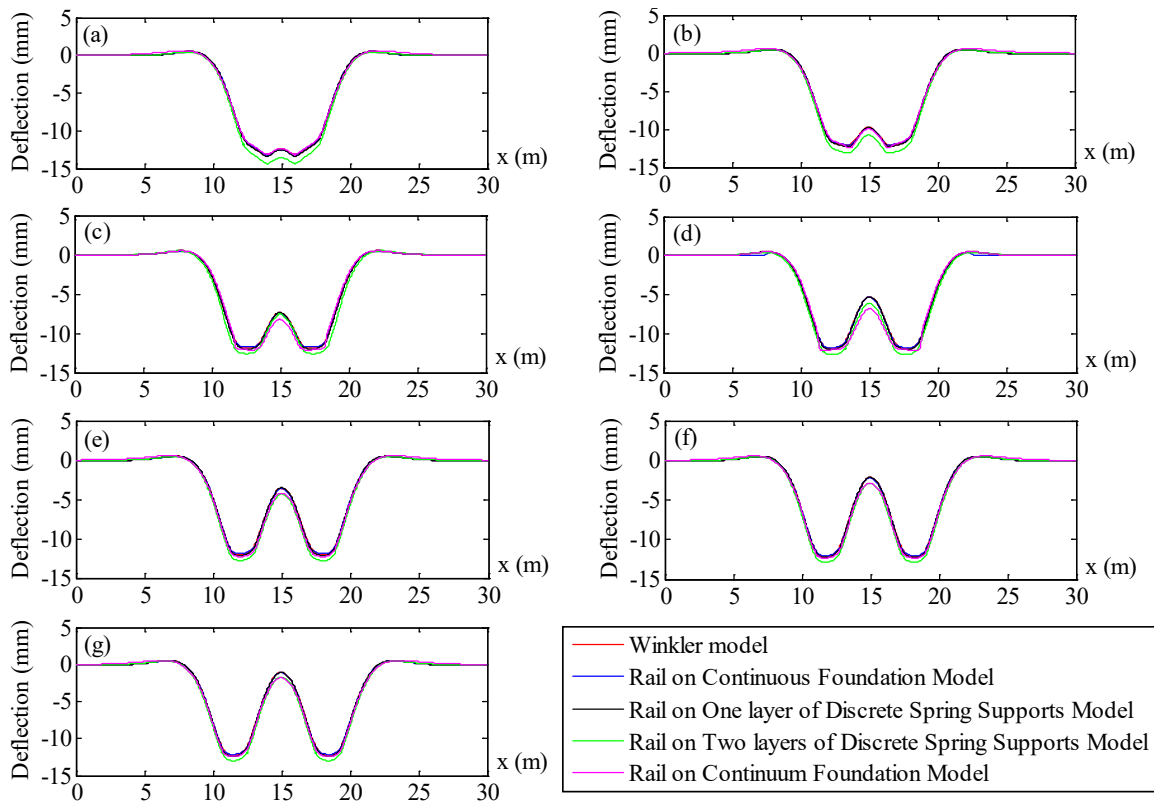 (a)
Deflection (mm)
5
0
-5
-10
-15
x (m)
0 5 10 15 20 25 30
(b)
Deflection (mm)
5
0
-5
-10
-15
x (m)
0 5 10 15 20 25 30
(c)
Deflection (mm)
5
0
-5
-10
-15
x (m)
0 5 10 15 20 25 30
(d)
Deflection (mm)
5
0
-5
-10
-15
x (m)
0 5 10 15 20 25 30
(e)
Deflection (mm)
5
0
-5
-10
-15
x (m)
0 5 10 15 20 25 30
(f)
Deflection (mm)
5
0
-5
-10
-15
x (m)
0 5 10 15 20 25 30
(g)
Deflection (mm)
5
0
-5
-10
-15
x (m)
0 5 10 15 20 25 30
Winkler model
Rail on Continuous Foundation Model
Rail on One layer of Discrete Spring Supports Model
Rail on Two layers of Discrete Spring Supports Model
Rail on Continuum Foundation Model